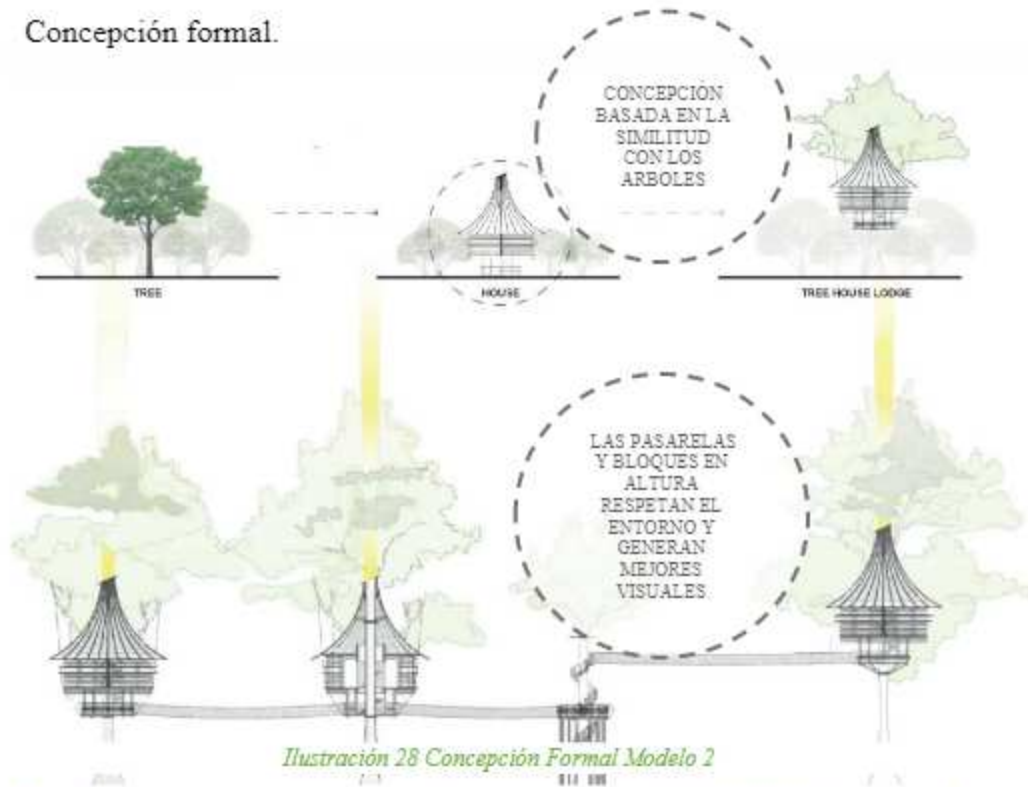 Concepción formal.
CONCEPCIÓN
BASADA EN LA
SIMILITUD
CON LOS
ARBOLES
TREE
HOUSE
TREE HOUSE LODGE
LAS PASARELAS
Y BLOQUES EN
ALTURA
RESPETAN EL
ENTORNO Y
GENERAN
MEJORES
VISUALES
Ilustración 28 Concepción Formal Modelo 2